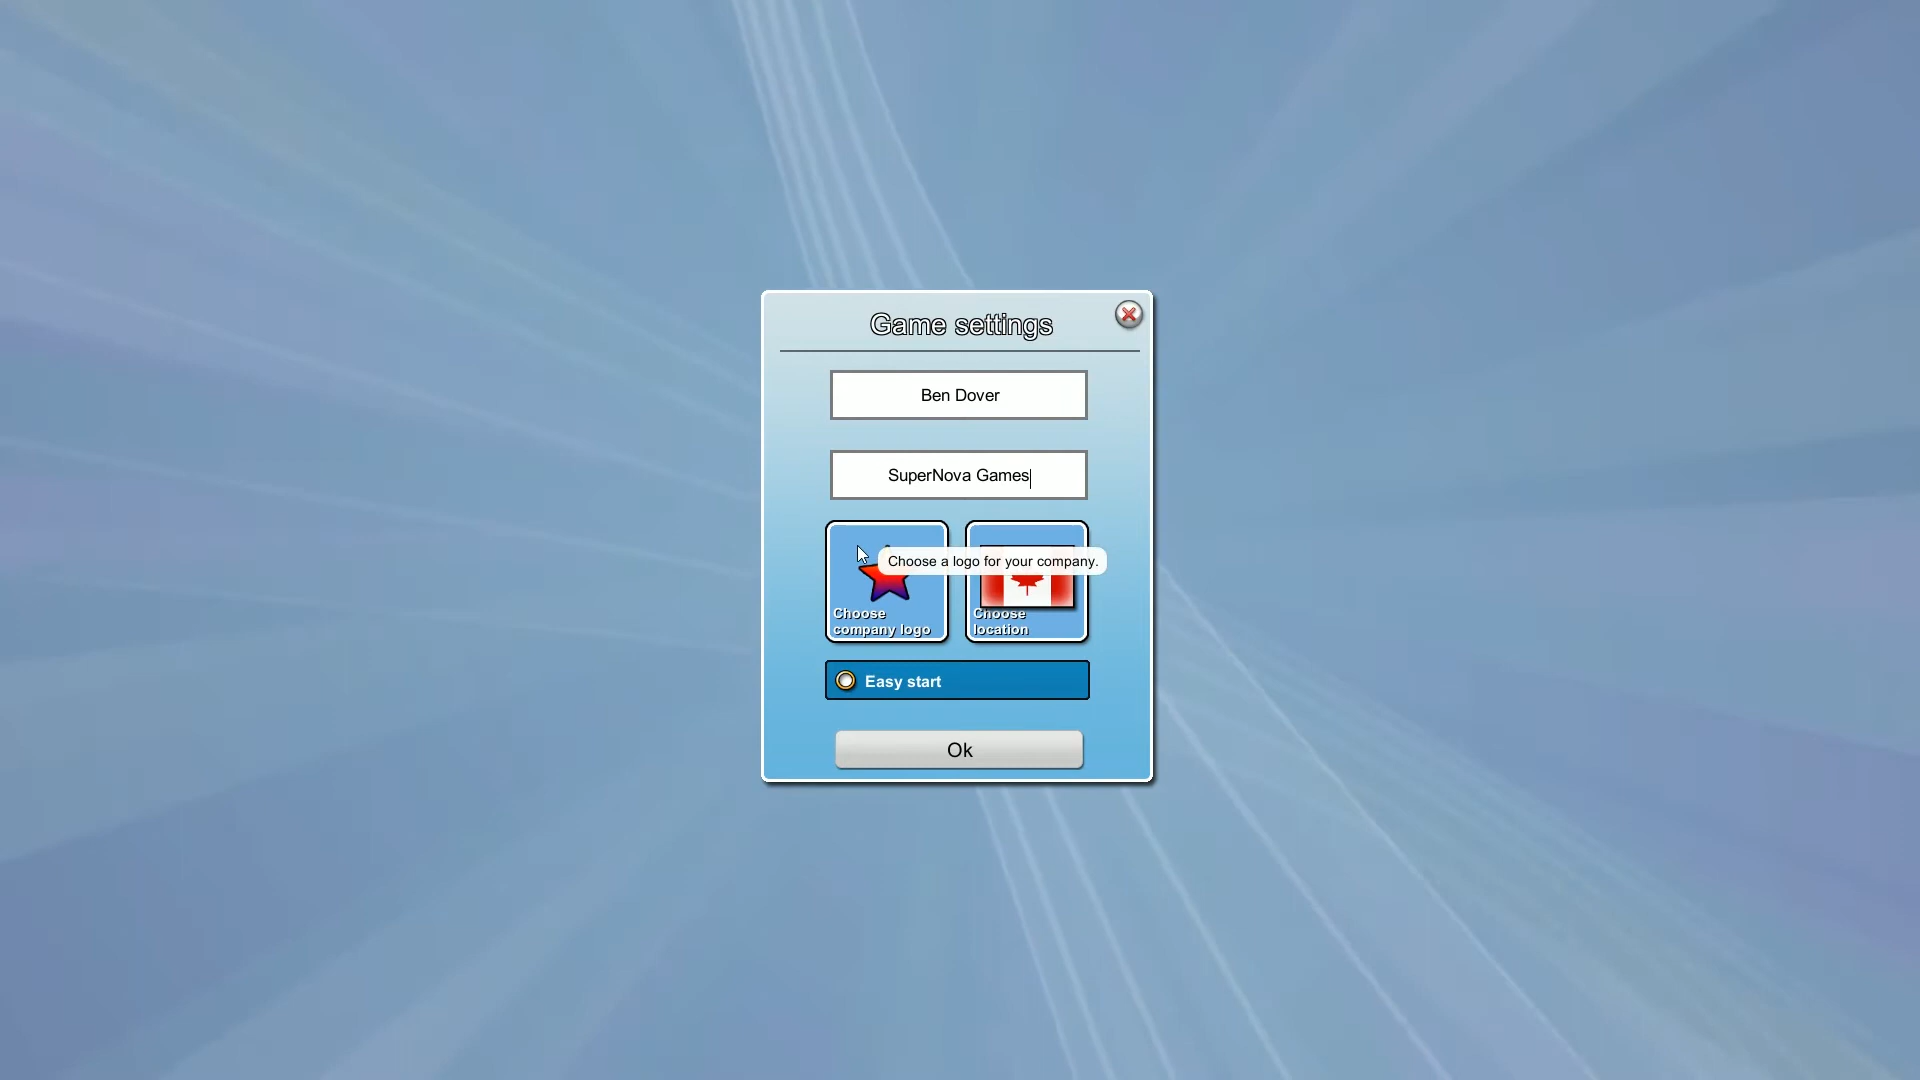 Game settings
Ben Dover
SuperNova Games
Choose a logo for your company.
Choose
company logo
Choose
location
Easy start
Ok